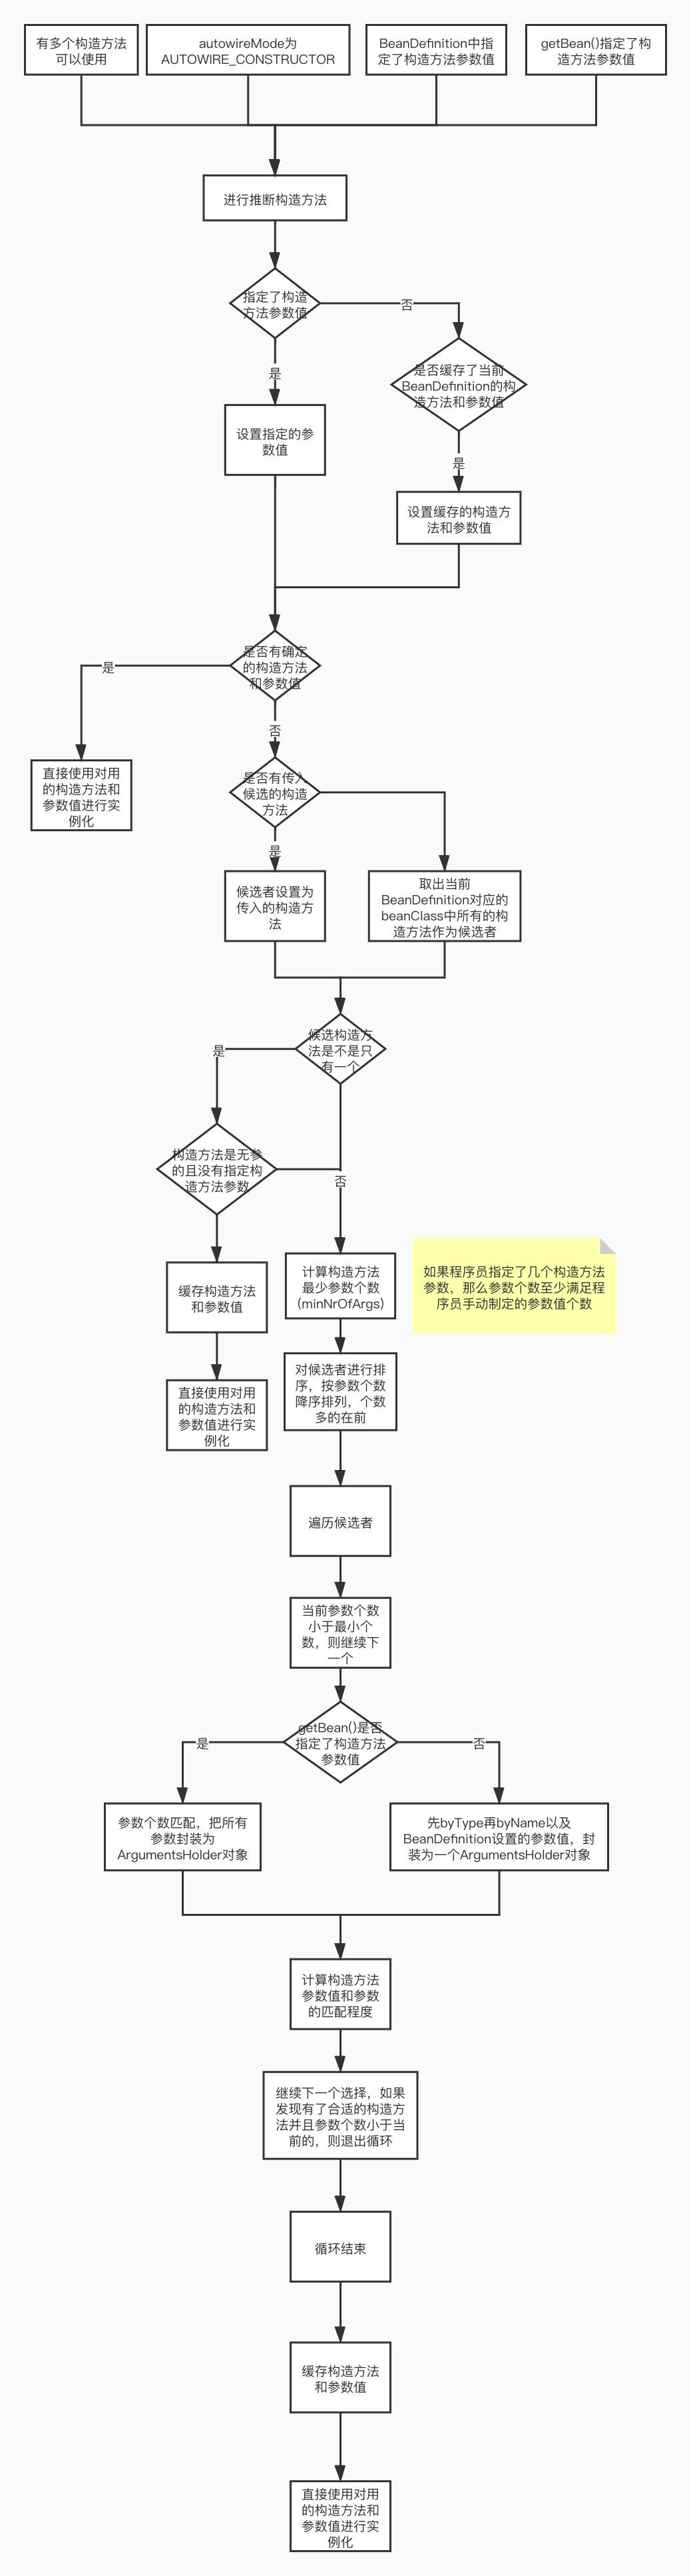 有多个构造方法
可以使用
autowireMode为
AUTOWIRE_CONSTRUCTOR
BeanDefinition中指
定了构造方法参数值
getBean()指定了构
造方法参数值
进行推断构造方法
指定了构造
方法参数值
否
是否缓存了当前
BeanDefinition的构
造方法和参数值
是
设置指定的参
数值
是
设置缓存的构造方
法和参数值
是否有确定
的构造方法
和参数值
是
否
直接使用对用
的构造方法和
参数值进行实
例化
是否有传入
候选的构造
方法
是
候选者设置为
传入的构造方
法
取出当前
BeanDefinition对应的
beanClass中所有的构
造方法作为候选者
候选构造方
法是不是只
有一个
是
构造方法是无参
的且没有指定构
造方法参数
否
缓存构造方法
和参数值
计算构造方法
最少参数个数
(minNrOfArgs)
如果程序员指定了几个构造方法
参数，那么参数个数至少满足程
序员手动制定的参数值个数
直接使用对用
的构造方法和
参数值进行实
例化
对候选者进行排
序，按参数个数
降序排列，个数
多的在前
遍历候选者
当前参数个数
小于最小个
数，则继续下
一个
getBean()是否
指定了构造方法
参数值
是
否
参数个数匹配，把所有
参数封装为
ArgumentsHolder对象
先byType再byName以及
BeanDefinition设置的参数值，封
装为一个ArgumentsHolder对象
计算构造方法
参数值和参数
的匹配程度
继续下一个选择，如果
发现有了合适的构造方
法并且参数个数小于当
前的，则退出循环
循环结束
缓存构造方法
和参数值
直接使用对用
的构造方法和
参数值进行实
例化